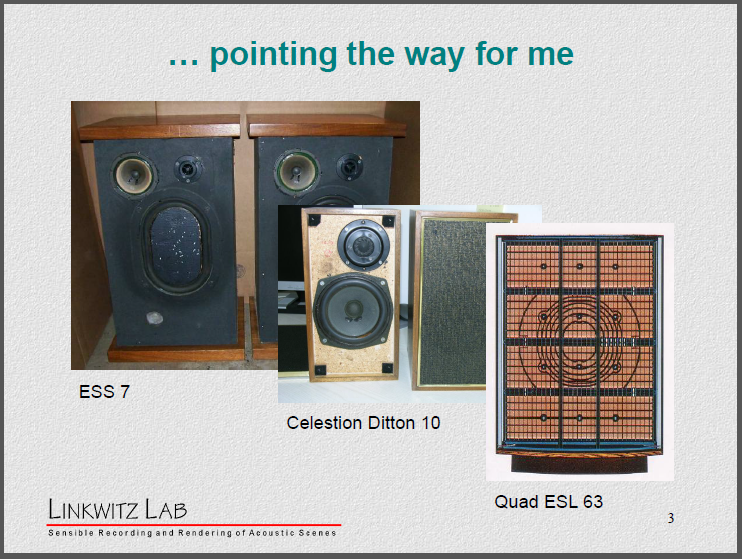 ... pointing the way for me
ESS 7
Celestion Ditton 10
Quad ESL 63
LINKWITZ LAB
Sensible Recording and Rendering of Acoustic Scenes
3